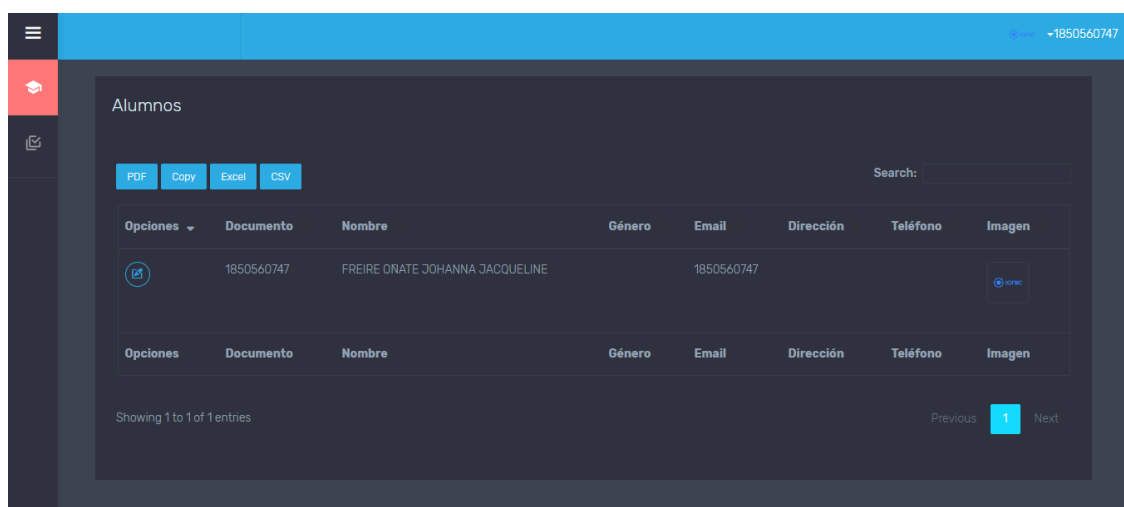 ionic 1850560747
Alumnos
PDF Copy Excel CSV Search:
Opciones Documento Nombre Género Email Dirección Teléfono Imagen
1850560747 FREIRE OÑATE JOHANNA JACQUELINE 1850560747 ionic
Opciones Documento Nombre Género Email Dirección Teléfono Imagen
Showing 1 to 1 of 1 entries Previous 1 Next